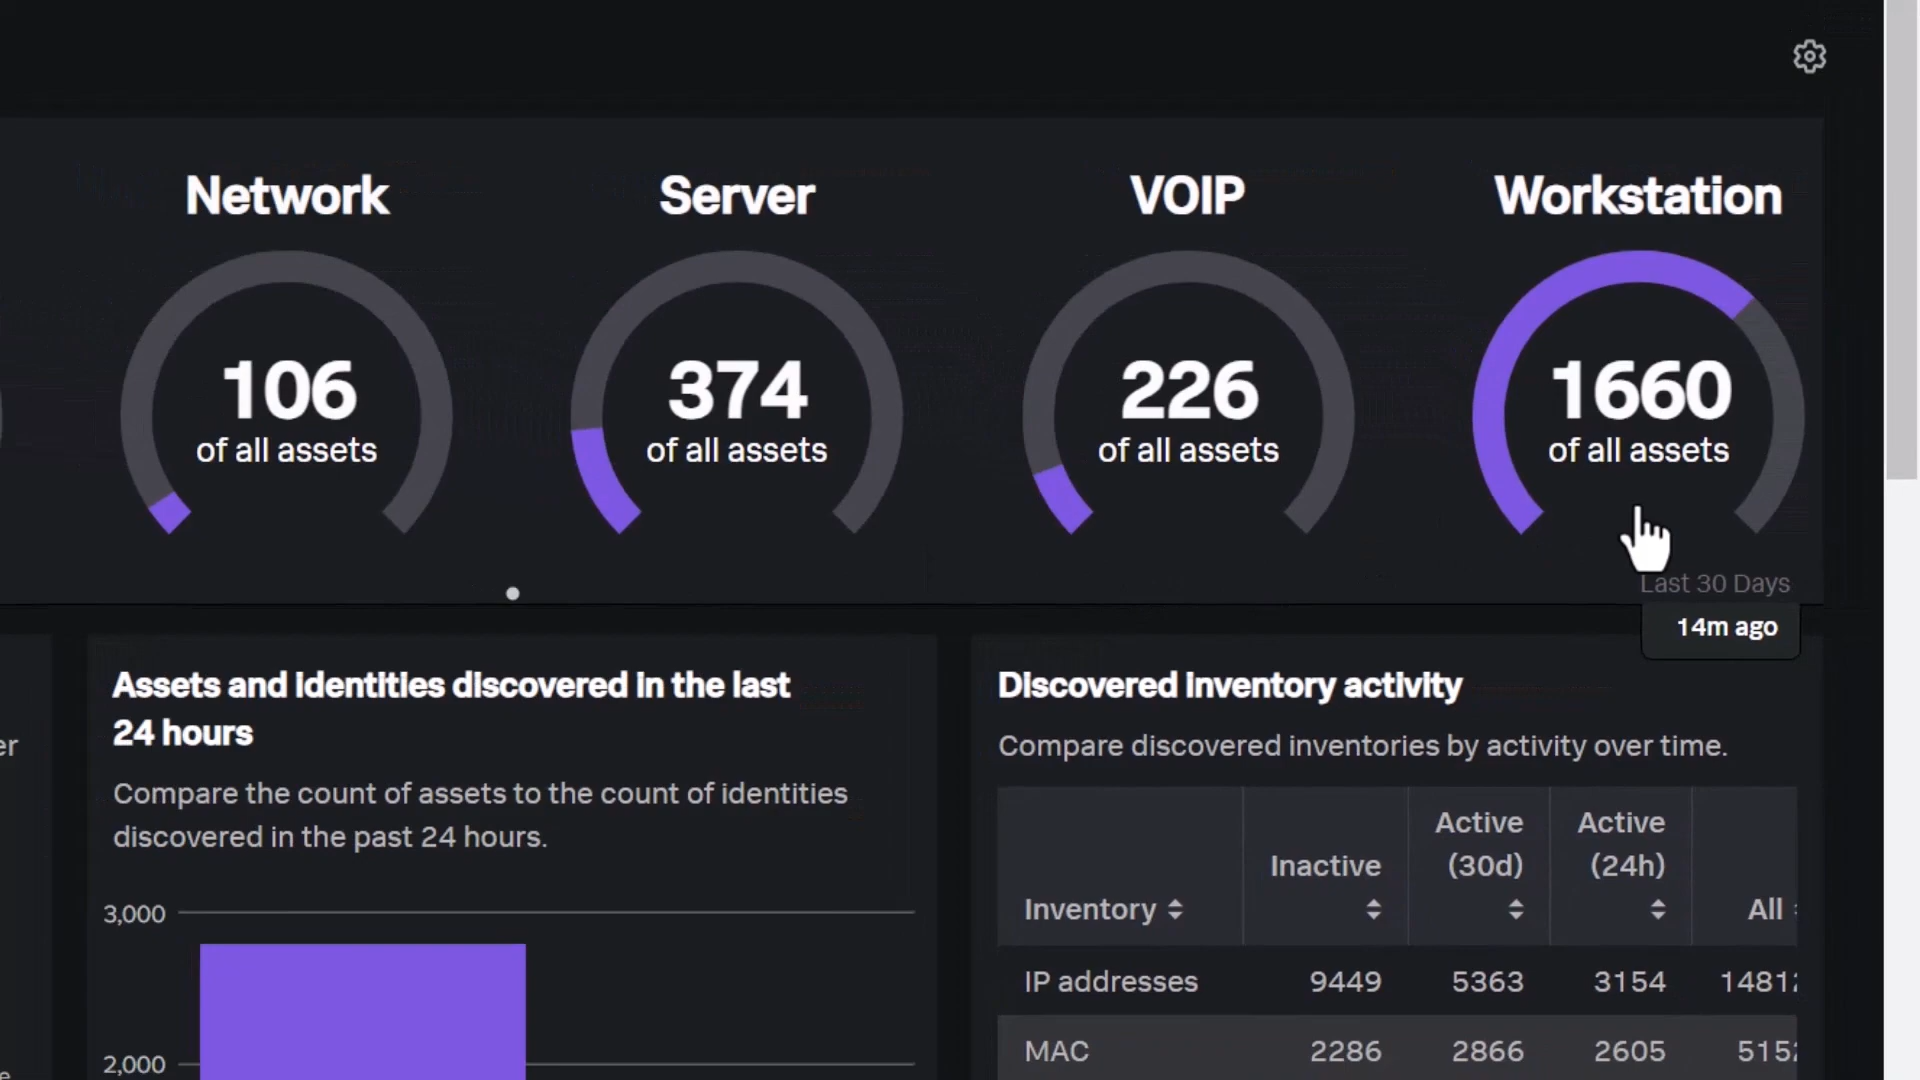 Network
Server
VOIP
Workstation
106
of all assets
374
of all assets
226
of all assets
1660
of all assets
Last 30 Days
14m ago
Assets and identities discovered in the last
24 hours
Compare the count of assets to the count of identities
discovered in the past 24 hours.
3,000
2,000
Discovered inventory activity
Compare discovered inventories by activity over time.
Inventory
Inactive
Active
(30d)
Active
(24h)
All
IP addresses 9449 5363 3154
MAC 2286 2866 2605